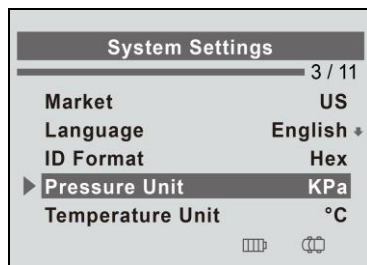 System Settings
3 / 11
Market US
Language English
ID Format Hex
Pressure Unit KPa
Temperature Unit °C